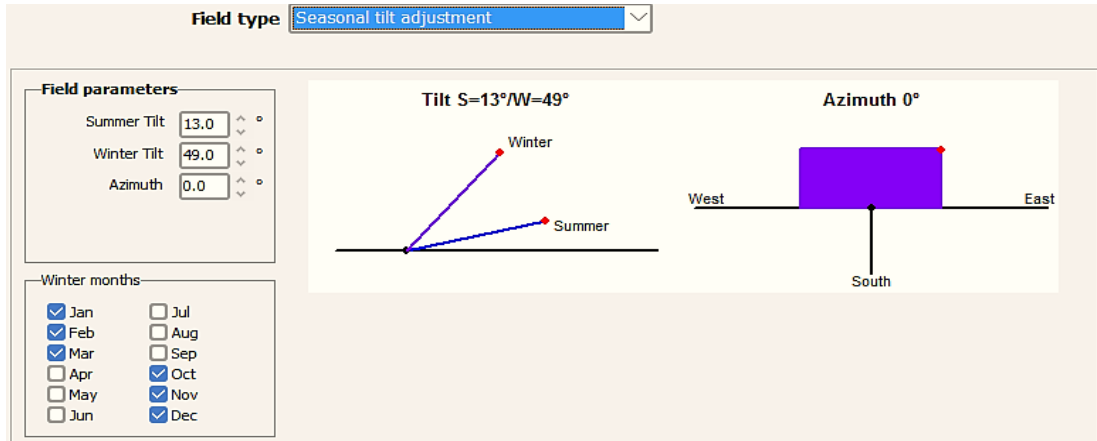 Field type Seasonal tilt adjustment
Field parameters
Summer Tilt 13.0 °
Winter Tilt 49.0 °
Azimuth 0.0 °
Tilt S=13°/W=49°
Winter
Summer
Azimuth 0°
West East
South
Winter months
Jan Jul
Feb Aug
Mar Sep
Apr Oct
May Nov
Jun Dec